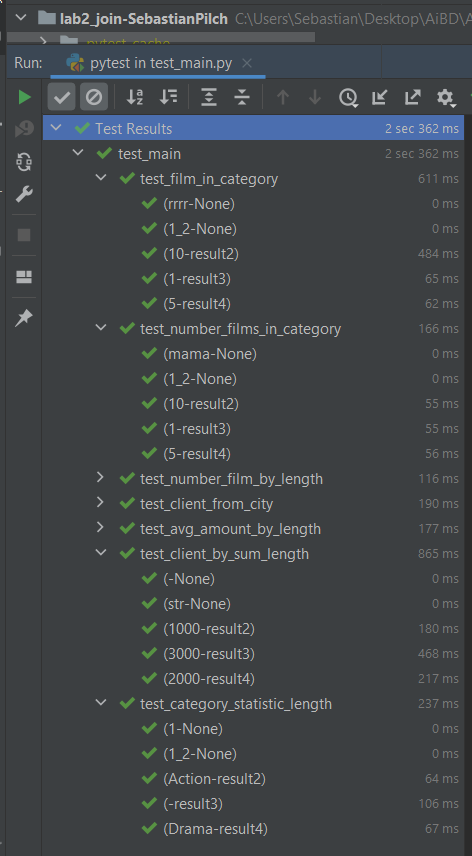 lab2_join-SebastianPilch C:\Users\Sebastian\Desktop\AiBD\A
pytest_cache
Run: pytest in test_main.py
Test Results 2 sec 362 ms
test_main 2 sec 362 ms
test_film_in_category 611 ms
(rrrr-None) 0 ms
(1_2-None) 0 ms
(10-result2) 484 ms
(1-result3) 65 ms
(5-result4) 62 ms
test_number_films_in_category 166 ms
(mama-None) 0 ms
(1_2-None) 0 ms
(10-result2) 55 ms
(1-result3) 55 ms
(5-result4) 56 ms
test_number_film_by_length 116 ms
test_client_from_city 190 ms
test_avg_amount_by_length 177 ms
test_client_by_sum_length 865 ms
(-None) 0 ms
(str-None) 0 ms
(1000-result2) 180 ms
(3000-result3) 468 ms
(2000-result4) 217 ms
test_category_statistic_length 237 ms
(1-None) 0 ms
(1_2-None) 0 ms
(Action-result2) 64 ms
(-result3) 106 ms
(Drama-result4) 67 ms